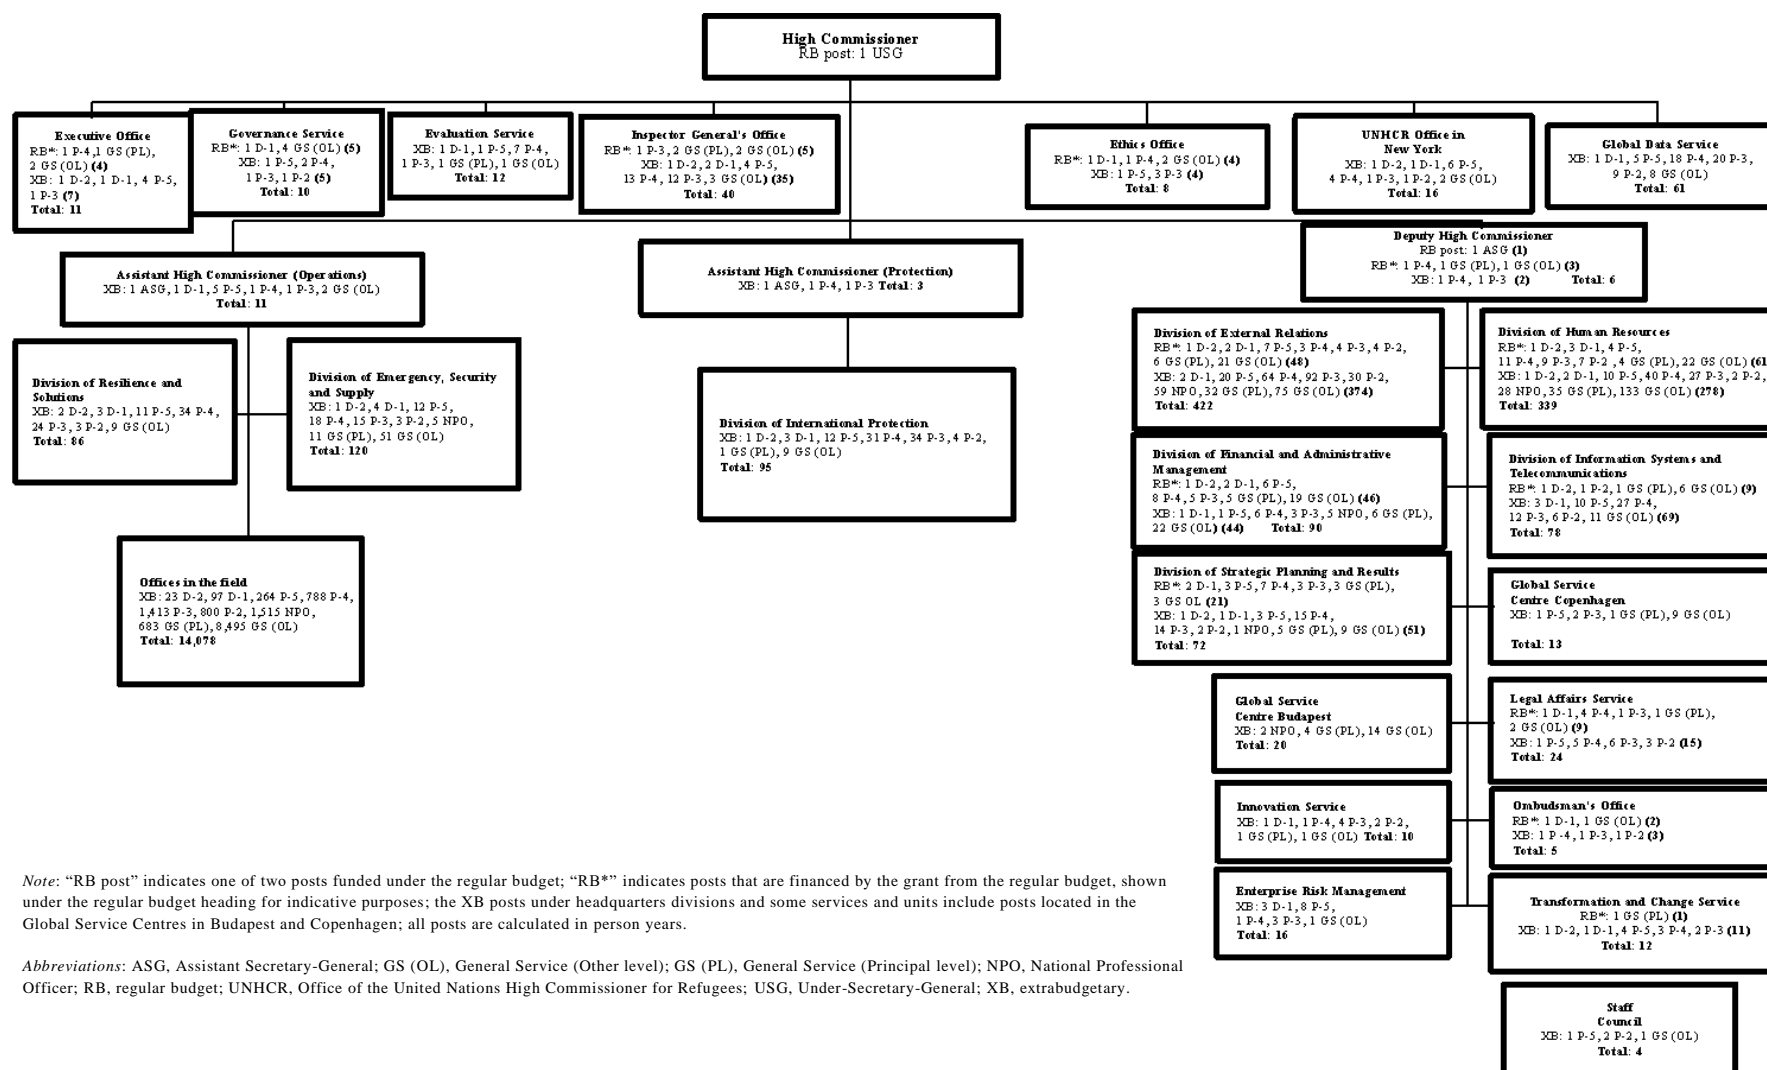 High Commissioner
RB post: 1 USG
Executive Office
RB*: 1 P-4, 1 GS (PL),
2 GS (OL) (4)
XB: 1 D-2, 1 D-1, 4 P-5,
1 P-3 (7)
Total: 11
Governance Service
RB*: 1 D-1, 4 GS (OL) (5)
XB: 1 P-5, 2 P-4,
1 P-3, 1 P-2 (5)
Total: 10
Evaluation Service
XB: 1 D-1, 1 P-5, 7 P-4,
1 P-3, 1 GS (PL), 1 GS (OL)
Total: 12
Inspector General's Office
RB*: 1 P-3, 2 GS (PL), 2 GS (OL) (5)
XB: 1 D-2, 2 D-1, 4 P-5,
13 P-4, 12 P-3, 3 GS (OL) (35)
Total: 40
Ethics Office
RB*: 1 D-1, 1 P-4, 2 GS (OL) (4)
XB: 1 P-5, 3 P-3 (4)
Total: 8
UNHCR Office in
New York
XB: 1 D-2, 1 D-1, 6 P-5,
4 P-4, 1 P-3, 1 P-2, 2 GS (OL)
Total: 16
Global Data Service
XB: 1 D-1, 5 P-5, 18 P-4, 20 P-3,
9 P-2, 8 GS (OL)
Total: 61
Assistant High Commissioner (Operations)
XB: 1 ASG, 1 D-1, 5 P-5, 1 P-4, 1 P-3, 2 GS (OL)
Total: 11
Assistant High Commissioner (Protection)
XB: 1 ASG, 1 P-4, 1 P-3 Total: 3
Deputy High Commissioner
RB post: 1 ASG (1)
RB*: 1 P-4, 1 GS (PL), 1 GS (OL) (3)
XB: 1 P-4, 1 P-3 (2) Total: 6
Division of Resilience and
Solutions
XB: 2 D-2, 3 D-1, 11 P-5, 34 P-4,
24 P-3, 3 P-2, 9 GS (OL)
Total: 86
Division of Emergency, Security
and Supply
XB: 1 D-2, 4 D-1, 12 P-5,
18 P-4, 15 P-3, 3 P-2, 5 NPO,
11 GS (PL), 51 GS (OL)
Total: 120
Offices in the field
XB: 23 D-2, 97 D-1, 264 P-5, 788 P-4,
1,413 P-3, 800 P-2, 1,515 NPO,
683 GS (PL), 8,495 GS (OL)
Total: 14,078
Division of International Protection
XB: 1 D-2, 3 D-1, 12 P-5, 31 P-4, 34 P-3, 4 P-2,
1 GS (PL), 9 GS (OL)
Total: 95
Division of External Relations
RB*: 1 D-2, 2 D-1, 7 P-5, 3 P-4, 4 P-3, 4 P-2,
6 GS (PL), 21 GS (OL) (48)
XB: 2 D-1, 20 P-5, 64 P-4, 92 P-3, 30 P-2,
59 NPO, 32 GS (PL), 75 GS (OL) (374)
Total: 422
Division of Human Resources
RB*: 1 D-2, 3 D-1, 4 P-5,
11 P-4, 9 P-3, 7 P-2, 4 GS (PL), 22 GS (OL) (61
XB: 1 D-2, 2 D-1, 10 P-5, 40 P-4, 27 P-3, 2 P-2,
28 NPO, 35 GS (PL), 133 GS (OL) (278)
Total: 339
Division of Financial and Administrative
Management
RB*: 1 D-2, 2 D-1, 6 P-5,
8 P-4, 5 P-3, 5 GS (PL), 19 GS (OL) (46)
XB: 1 D-1, 1 P-5, 6 P-4, 3 P-3, 5 NPO, 6 GS (PL),
22 GS (OL) (44) Total: 90
Division of Information Systems and
Telecommunications
RB*: 1 D-2, 1 P-2, 1 GS (PL), 6 GS (OL) (9)
XB: 3 D-1, 10 P-5, 27 P-4,
12 P-3, 6 P-2, 11 GS (OL) (69)
Total: 78
Division of Strategic Planning and Results
RB*: 2 D-1, 3 P-5, 7 P-4, 3 P-3, 3 GS (PL),
3 GS OL (21)
XB: 1 D-2, 1 D-1, 3 P-5, 15 P-4,
14 P-3, 2 P-2, 1 NPO, 5 GS (PL), 9 GS (OL) (51)
Total: 72
Global Service
Centre Copenhagen
XB: 1 P-5, 2 P-3, 1 GS (PL), 9 GS (OL)
Total: 13
Global Service
Centre Budapest
XB: 2 NPO, 4 GS (PL), 14 GS (OL)
Total: 20
Legal Affairs Service
RB*: 1 D-1, 4 P-4, 1 P-3, 1 GS (PL),
2 GS (OL) (9)
XB: 1 P-5, 5 P-4, 6 P-3, 3 P-2 (15)
Total: 24
Innovation Service
XB: 1 D-1, 1 P-4, 4 P-3, 2 P-2,
1 GS (PL), 1 GS (OL) Total: 10
Ombudsman's Office
RB*: 1 D-1, 1 GS (OL) (2)
XB: 1 P-4, 1 P-3, 1 P-2 (3)
Total: 5
Enterprise Risk Management
XB: 3 D-1, 8 P-5,
1 P-4, 3 P-3, 1 GS (OL)
Total: 16
Transformation and Change Service
RB*: 1 GS (PL) (1)
XB: 1 D-2, 1 D-1, 4 P-5, 3 P-4, 2 P-3 (11)
Total: 12
Staff
Council
XB: 1 P-5, 2 P-2, 1 GS (OL)
Total: 4
Note: “RB post” indicates one of two posts funded under the regular budget; “RB*” indicates posts that are financed by the grant from the regular budget, shown
under the regular budget heading for indicative purposes; the XB posts under headquarters divisions and some services and units include posts located in the
Global Service Centres in Budapest and Copenhagen; all posts are calculated in person years.
Abbreviations: ASG, Assistant Secretary-General; GS (OL), General Service (Other level); GS (PL), General Service (Principal level); NPO, National Professional
Officer; RB, regular budget; UNHCR, Office of the United Nations High Commissioner for Refugees; USG, Under-Secretary-General; XB, extrabudgetary.